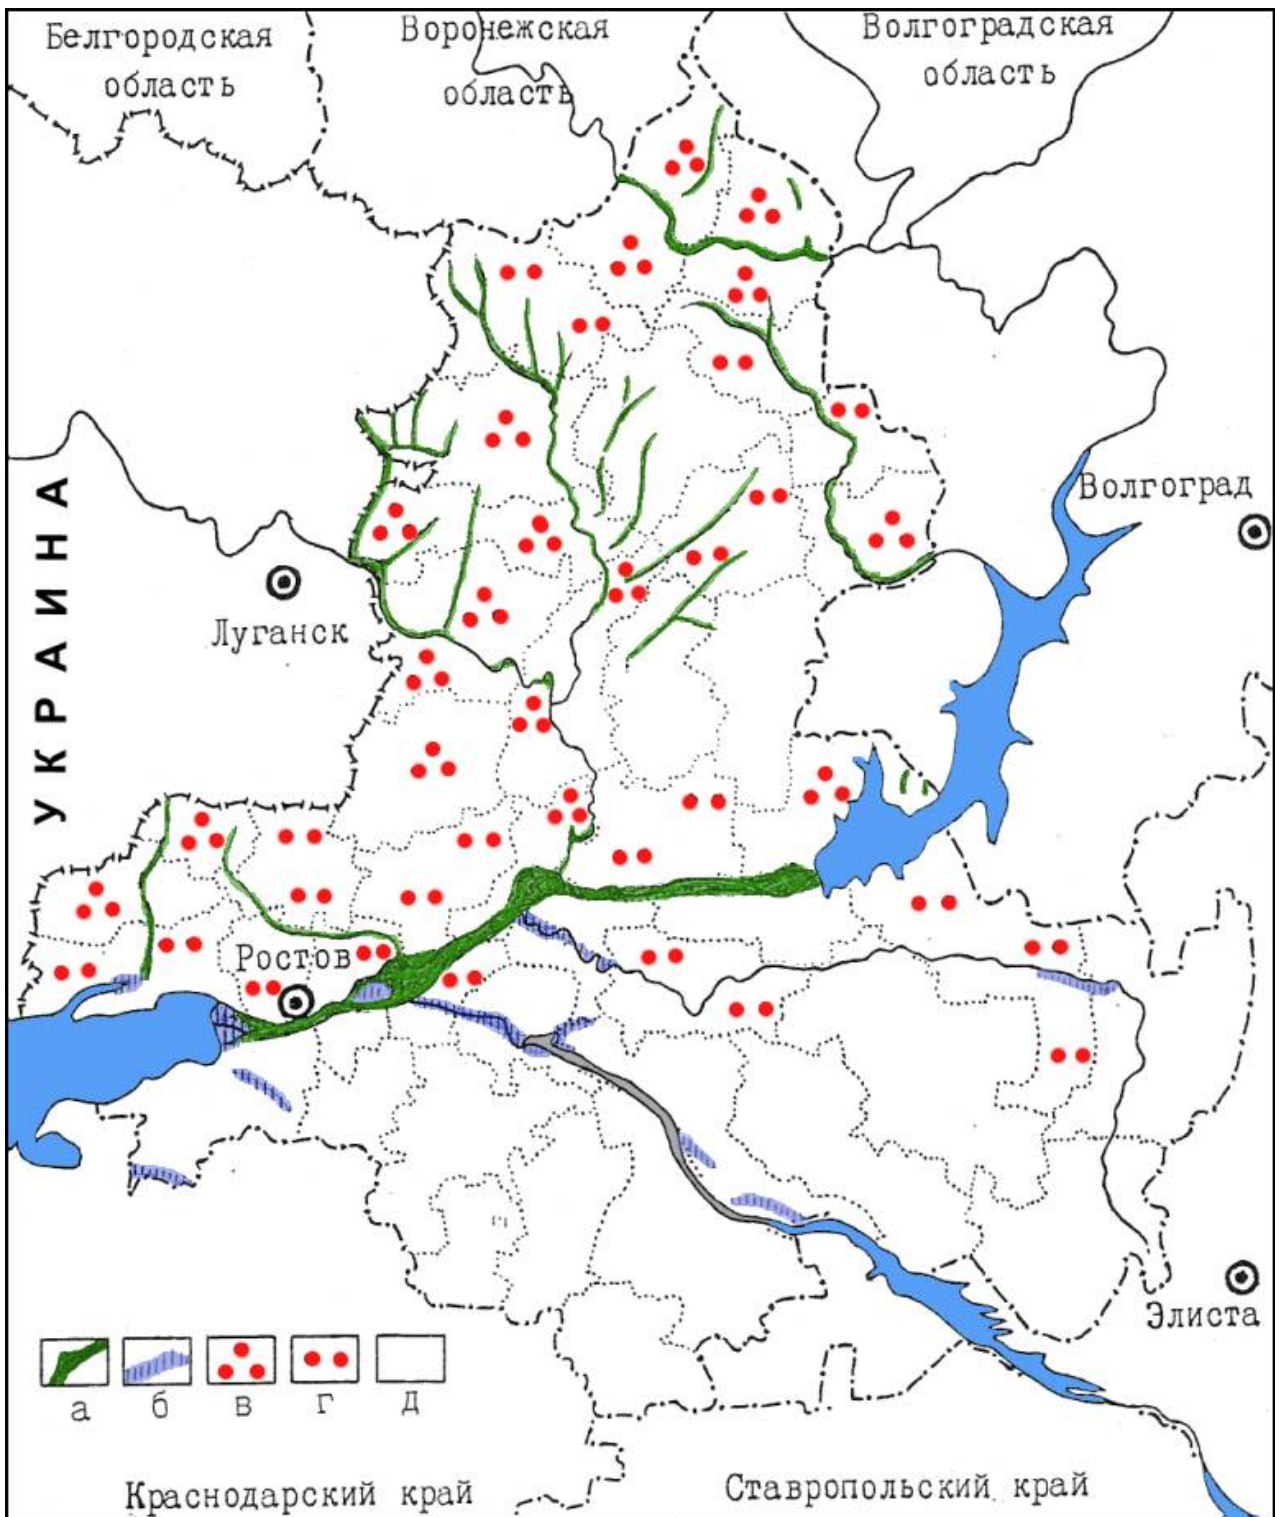 Белгородская
область
Воронежская
область
Волгоградская
область
УКРАИНА
Волгоград
Луганск
Ростов
Элиста
а б в г д
Краснодарский край
Ставропольский край